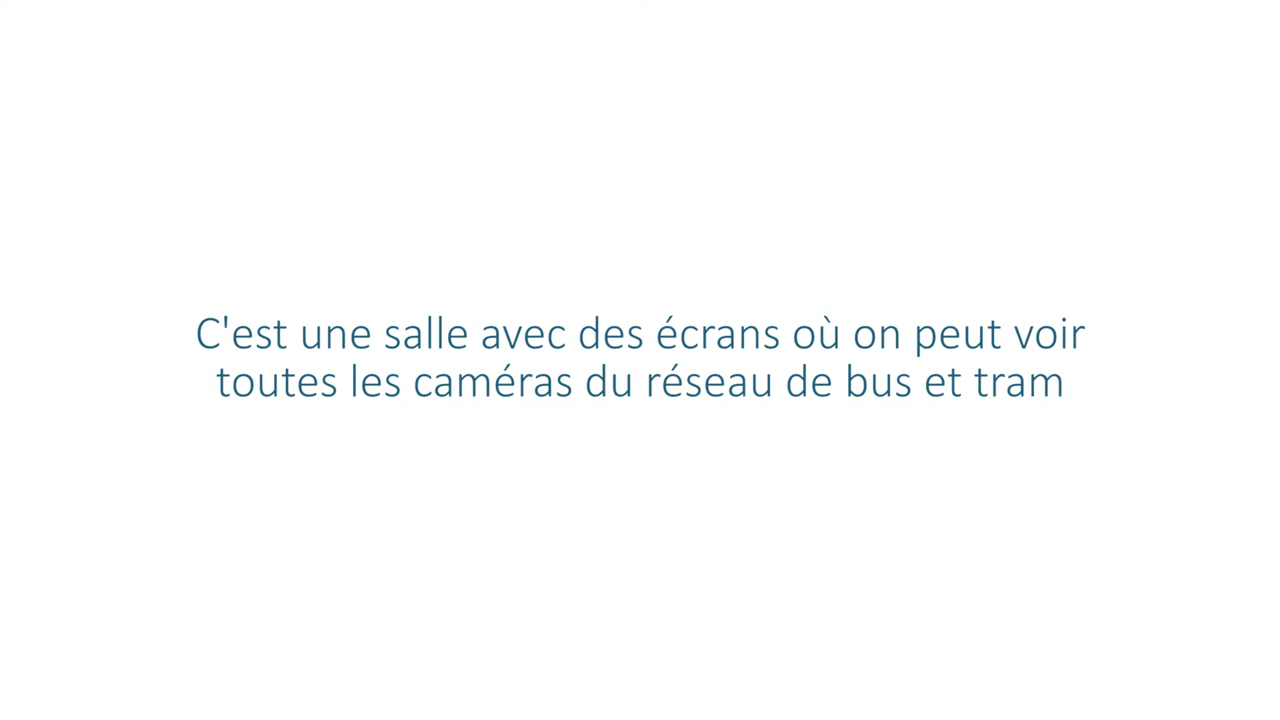 C'est une salle avec des écrans où on peut voir
toutes les caméras du réseau de bus et tram